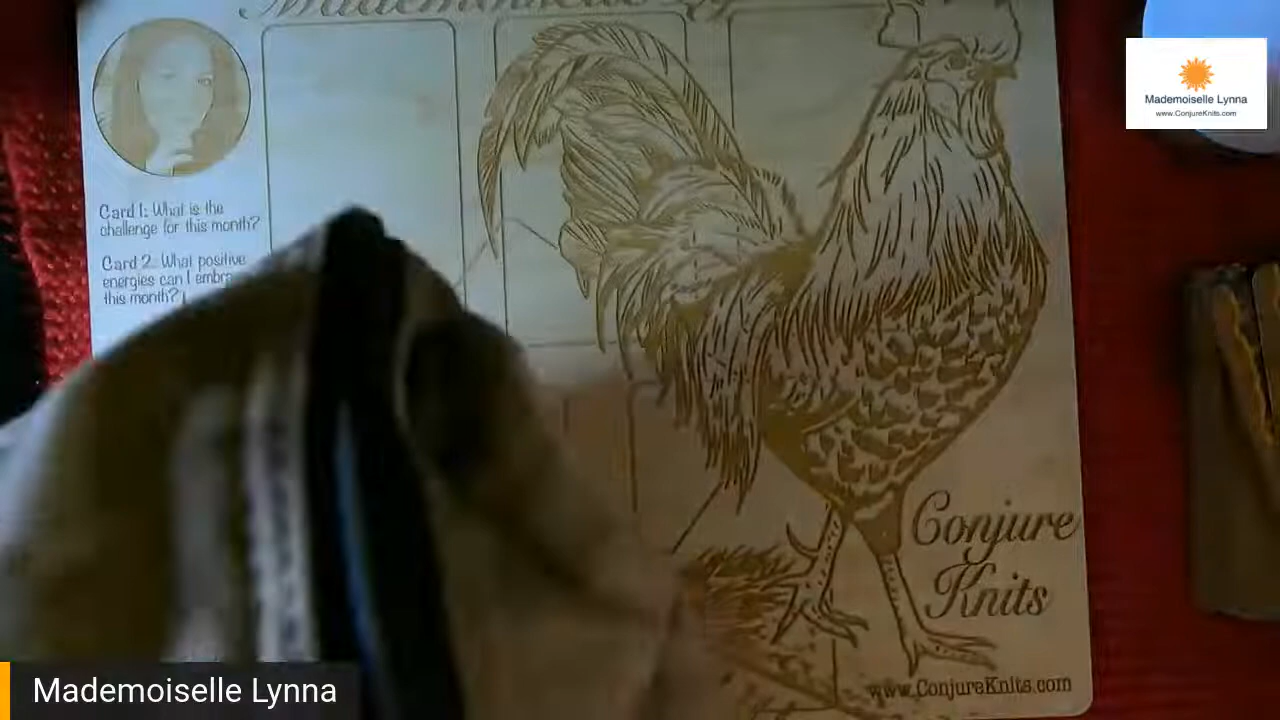 Mademoiselle Lynna
www.ConjureKnits.com
Card 1: What is the
challenge for this month?
Card 2: What positive
energies can I
this month?
Conjure
Knits
www.ConjureKnits.com
Mademoiselle Lynna